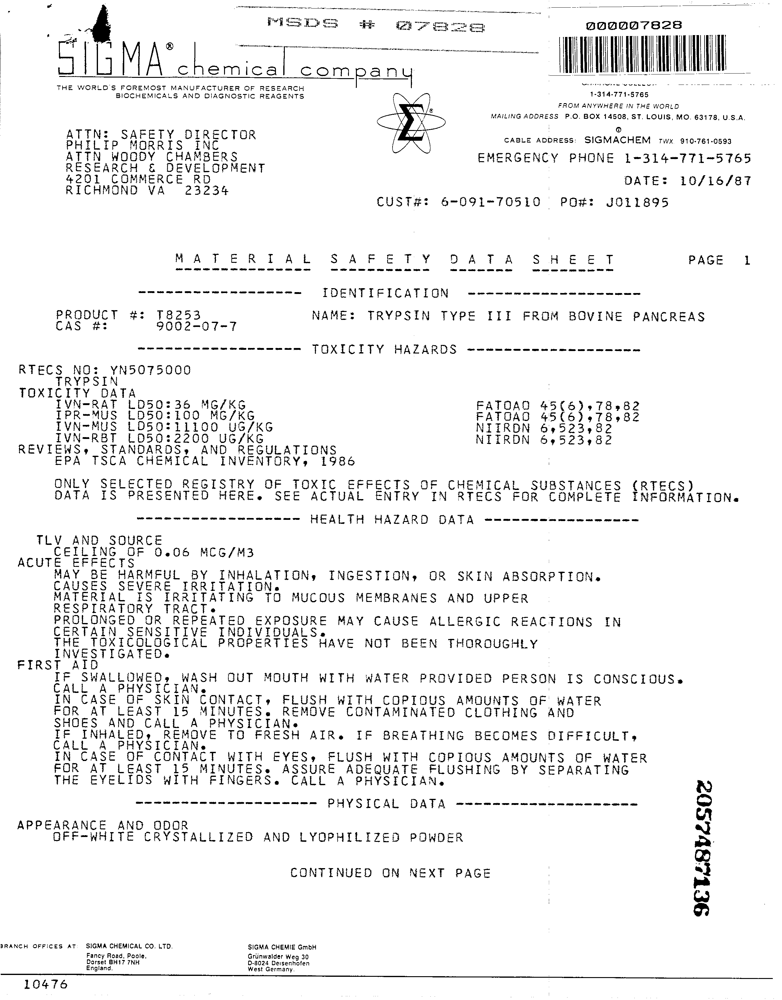 MSDS # 07828
000007828
SIGMA® chemical company
THE WORLD'S FOREMOST MANUFACTURER OF RESEARCH
BIOCHEMICALS AND DIAGNOSTIC REAGENTS
1-314-771-5765
FROM ANYWHERE IN THE WORLD
MAILING ADDRESS P.O. BOX 14508, ST. LOUIS, MO. 63178, U.S.A.
CABLE ADDRESS: SIGMACHEM TWX 910-761-0593
EMERGENCY PHONE 1-314-771-5765
Σ®
ATTN: SAFETY DIRECTOR
PHILIP MORRIS INC
ATTN WOODY CHAMBERS
RESEARCH & DEVELOPMENT
4201 COMMERCE RD
RICHMOND VA 23234
DATE: 10/16/87
CUST#: 6-091-70510 PO#: J011895
MATERIAL SAFETY DATA SHEET PAGE 1
------------------ IDENTIFICATION -------------------
PRODUCT #: T8253 NAME: TRYPSIN TYPE III FROM BOVINE PANCREAS
CAS #: 9002-07-7
------------------ TOXICITY HAZARDS -------------------
RTECS NO: YN5075000
TRYPSIN
TOXICITY DATA
IVN-RAT LD50:36 MG/KG FATOAO 45(6),78,82
IPR-MUS LD50:100 MG/KG FATOAO 45(6),78,82
IVN-MUS LD50:11100 UG/KG NIIRDN 6,523,82
IVN-RBT LD50:2200 UG/KG NIIRDN 6,523,82
REVIEWS, STANDARDS, AND REGULATIONS
EPA TSCA CHEMICAL INVENTORY, 1986
ONLY SELECTED REGISTRY OF TOXIC EFFECTS OF CHEMICAL SUBSTANCES (RTECS)
DATA IS PRESENTED HERE. SEE ACTUAL ENTRY IN RTECS FOR COMPLETE INFORMATION.
------------------ HEALTH HAZARD DATA -----------------
TLV AND SOURCE
CEILING OF 0.06 MCG/M3
ACUTE EFFECTS
MAY BE HARMFUL BY INHALATION, INGESTION, OR SKIN ABSORPTION.
CAUSES SEVERE IRRITATION.
MATERIAL IS IRRITATING TO MUCOUS MEMBRANES AND UPPER
RESPIRATORY TRACT.
PROLONGED OR REPEATED EXPOSURE MAY CAUSE ALLERGIC REACTIONS IN
CERTAIN SENSITIVE INDIVIDUALS.
THE TOXICOLOGICAL PROPERTIES HAVE NOT BEEN THOROUGHLY
INVESTIGATED.
FIRST AID
IF SWALLOWED, WASH OUT MOUTH WITH WATER PROVIDED PERSON IS CONSCIOUS.
CALL A PHYSICIAN.
IN CASE OF SKIN CONTACT, FLUSH WITH COPIOUS AMOUNTS OF WATER
FOR AT LEAST 15 MINUTES. REMOVE CONTAMINATED CLOTHING AND
SHOES AND CALL A PHYSICIAN.
IF INHALED, REMOVE TO FRESH AIR. IF BREATHING BECOMES DIFFICULT,
CALL A PHYSICIAN.
IN CASE OF CONTACT WITH EYES, FLUSH WITH COPIOUS AMOUNTS OF WATER
FOR AT LEAST 15 MINUTES. ASSURE ADEQUATE FLUSHING BY SEPARATING
THE EYELIDS WITH FINGERS. CALL A PHYSICIAN.
-------------------- PHYSICAL DATA --------------------
APPEARANCE AND ODOR
OFF-WHITE CRYSTALLIZED AND LYOPHILIZED POWDER
CONTINUED ON NEXT PAGE
2057487136
BRANCH OFFICES AT SIGMA CHEMICAL CO. LTD. SIGMA CHEMIE GmbH
Fancy Road, Poole, Grünwalder Weg 30
Dorset BH17 7NH D-8024 Deisenhofen
England. West Germany
10476